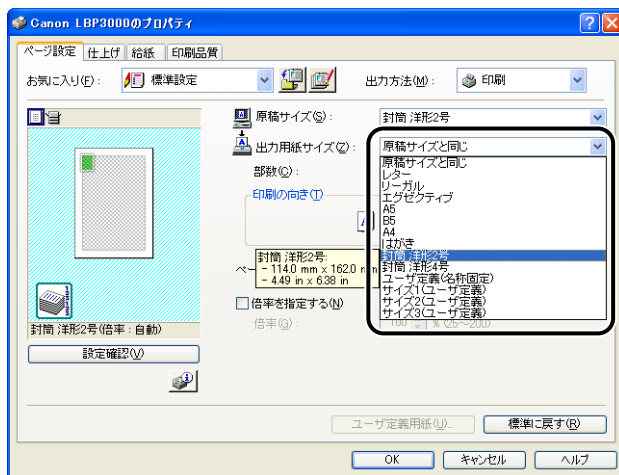 Canon LBP3000のプロパティ
ページ設定 仕上げ 給紙 印刷品質
お気に入り(F): 標準設定 出力方法(M): 印刷
原稿サイズ(S): 封筒 洋形2号
出力用紙サイズ(Z): 原稿サイズと同じ
原稿サイズと同じ
レター
リーガル
エグゼクティブ
A5
B5
A4
はがき
封筒 洋形2号
封筒 洋形4号
ユーザ定義(名称固定)
サイズ1(ユーザ定義)
サイズ2(ユーザ定義)
サイズ3(ユーザ定義)
部数(C):
印刷の向き(T)
A
封筒 洋形2号:
- 114.0 mm x 162.0 mm
- 4.49 in x 6.38 in
ペー
倍率を指定する(N)
倍率(G): 100 % (25~200)
封筒 洋形2号(倍率:自動)
設定確認(V)
ユーザ定義用紙(U)... 標準に戻す(R)
OK キャンセル ヘルプ